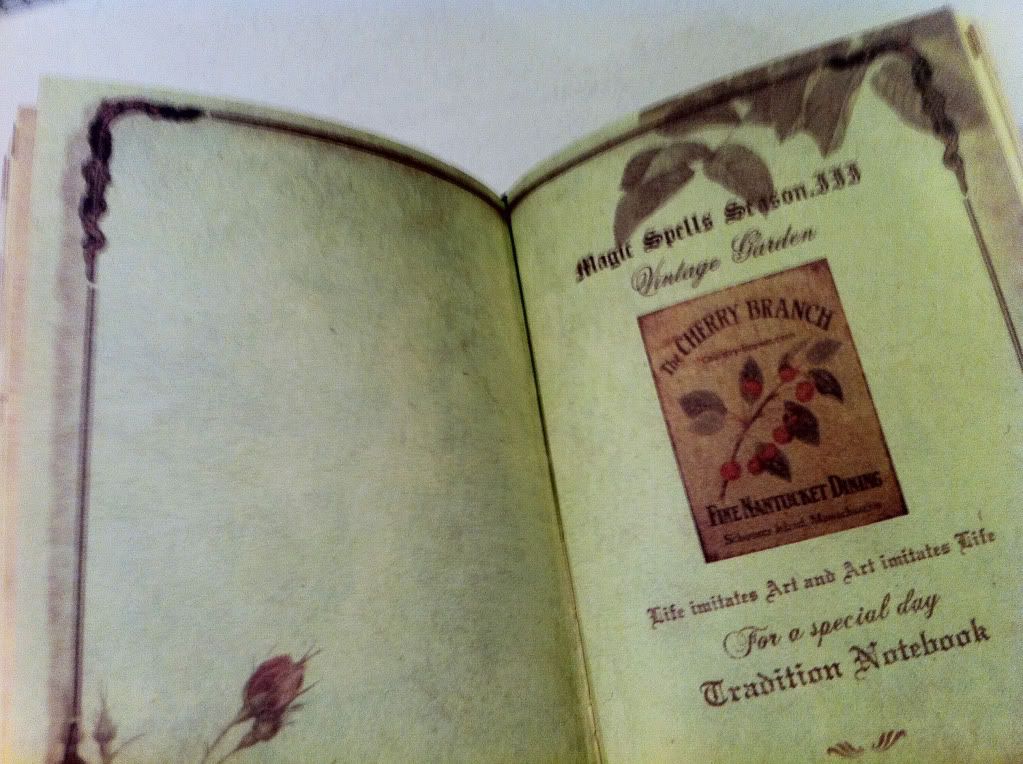 Magic Spells Season.III
Vintage Garden
The CHERRY BRANCH
FINE NANTUCKET DINING
Life imitates Art and Art imitates Life
For a special day
Tradition Notebook